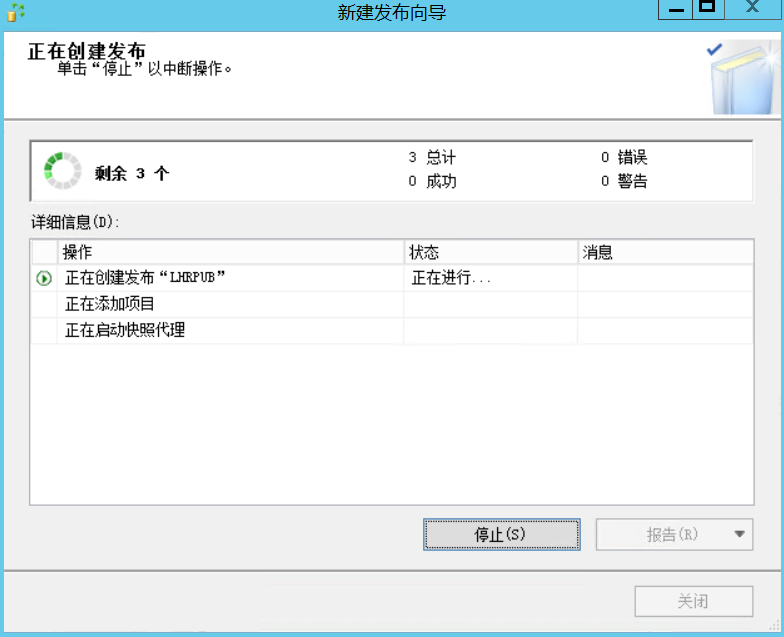 新建发布向导
正在创建发布
单击“停止”以中断操作。
剩余 3 个
3 总计
0 错误
0 成功
0 警告
详细信息(D):
操作 状态 消息
正在创建发布“LHRPUB” 正在进行...
正在添加项目
正在启动快照代理
停止(S) 报告(R)
关闭